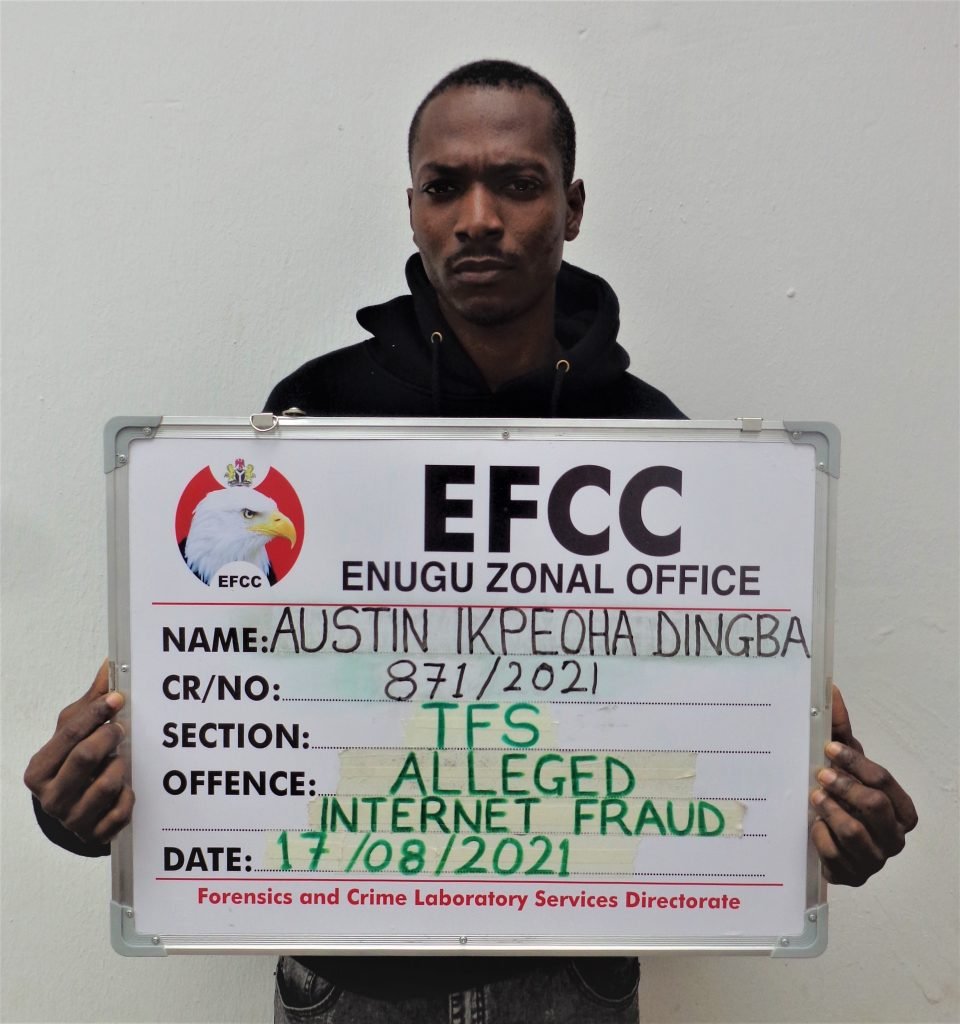 EFCC
EFCC
ENUGU ZONAL OFFICE
NAME: AUSTIN IKPEOHA DINGBA
CR/NO: 871/2021
SECTION: TFS
OFFENCE: ALLEGED
INTERNET FRAUD
DATE: 17/08/2021
Forensics and Crime Laboratory Services Directorate